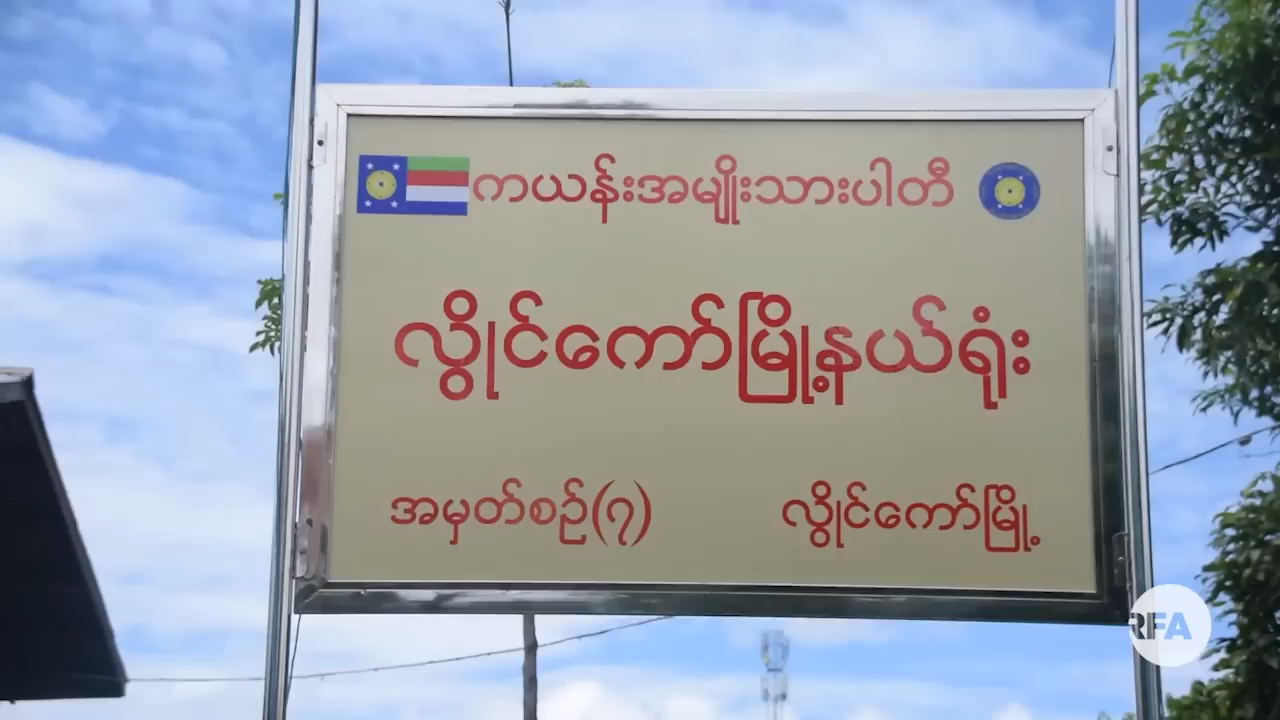 ကယန်းအမျိုးသားပါတီ
လွိုင်ကော်မြို့နယ်ရုံး
အမှတ်စဉ်(၇) လွိုင်ကော်မြို့
RFA